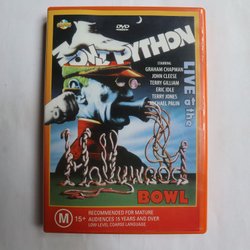 DVD
MONTY PYTHON
STARRING
GRAHAM CHAPMAN
JOHN CLEESE
TERRY GILLIAM
ERIC IDLE
TERRY JONES
MICHAEL PALIN
LIVE at the
Hollywood
BOWL
M 15+
RECOMMENDED FOR MATURE
AUDIENCES 15 YEARS AND OVER
LOW LEVEL COARSE LANGUAGE